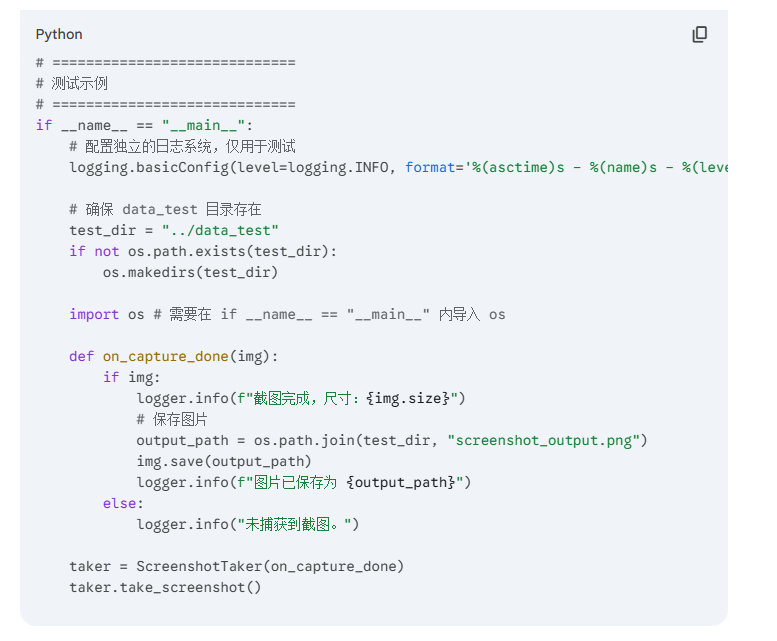 Python
# =============================
# 测试示例
# =============================
if __name__ == "__main__":
# 配置独立的日志系统，仅用于测试
logging.basicConfig(level=logging.INFO, format='%(asctime)s - %(name)s - %(leve
# 确保 data_test 目录存在
test_dir = "../data_test"
if not os.path.exists(test_dir):
os.makedirs(test_dir)
import os # 需要在 if __name__ == "__main__" 内导入 os
def on_capture_done(img):
if img:
logger.info(f"截图完成，尺寸: {img.size}")
# 保存图片
output_path = os.path.join(test_dir, "screenshot_output.png")
img.save(output_path)
logger.info(f"图片已保存为 {output_path}")
else:
logger.info("未捕获到截图。")
taker = ScreenshotTaker(on_capture_done)
taker.take_screenshot()